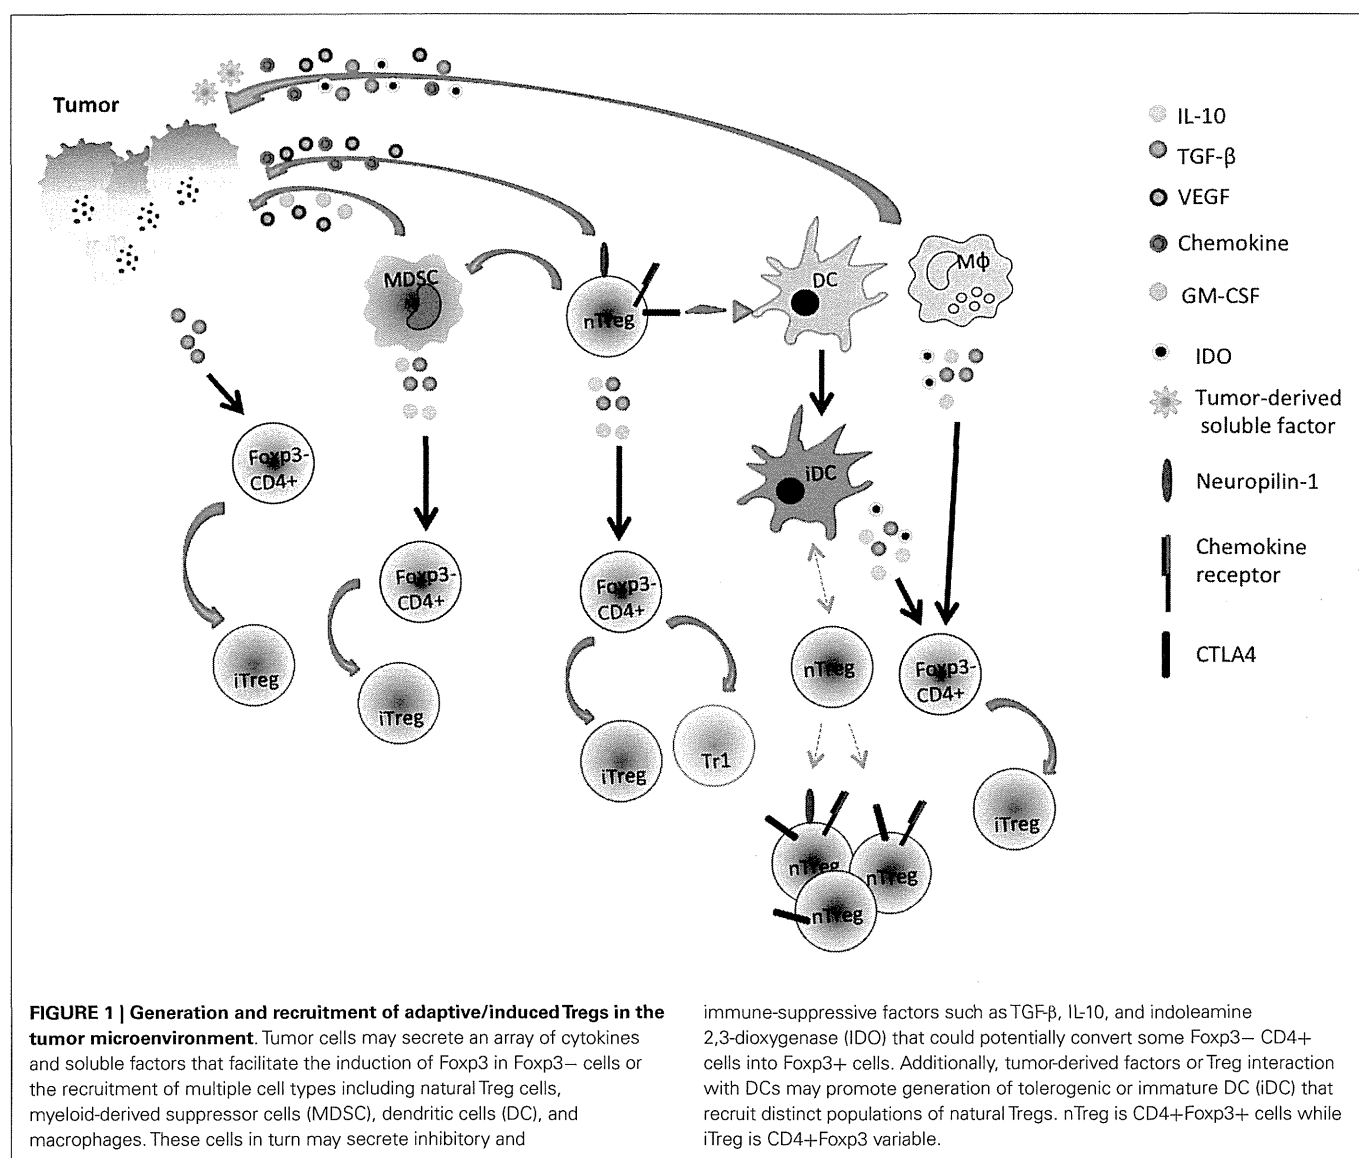 Tumor
IL-10
TGF-β
VEGF
Chemokine
GM-CSF
IDO
Tumor-derived
soluble factor
Neuropilin-1
Chemokine
receptor
CTLA4
MDSC
nTreg
DC
Mϕ
iDC
Foxp3-
CD4+
Foxp3-
CD4+
Foxp3-
CD4+
nTreg
Foxp3-
CD4+
iTreg
iTreg
iTreg
Tr1
iTreg
nTreg
nTreg
nTreg
FIGURE 1 | Generation and recruitment of adaptive/induced Tregs in the
tumor microenvironment. Tumor cells may secrete an array of cytokines
and soluble factors that facilitate the induction of Foxp3 in Foxp3− cells or
the recruitment of multiple cell types including natural Treg cells,
myeloid-derived suppressor cells (MDSC), dendritic cells (DC), and
macrophages. These cells in turn may secrete inhibitory and
immune-suppressive factors such as TGF-β, IL-10, and indoleamine
2,3-dioxygenase (IDO) that could potentially convert some Foxp3− CD4+
cells into Foxp3+ cells. Additionally, tumor-derived factors or Treg interaction
with DCs may promote generation of tolerogenic or immature DC (iDC) that
recruit distinct populations of natural Tregs. nTreg is CD4+Foxp3+ cells while
iTreg is CD4+Foxp3 variable.